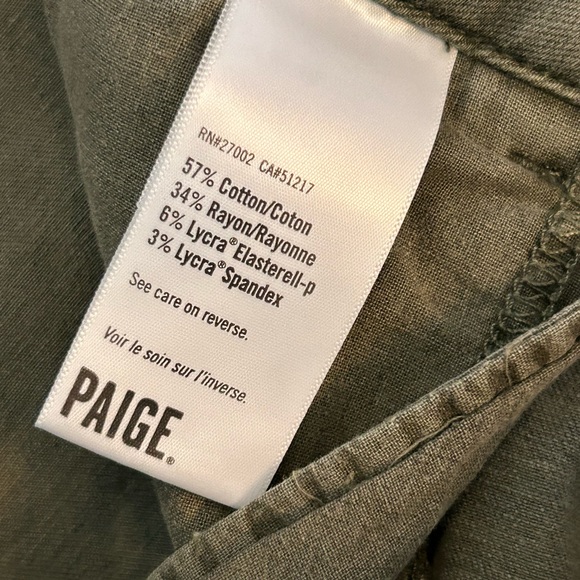 RN#27002 CA#51217
57% Cotton/Coton
34% Rayon/Rayonne
6% Lycra®Elasterell-p
3% Lycra®Spandex
See care on reverse.
Voir le soin sur l'inverse.
PAIGE®